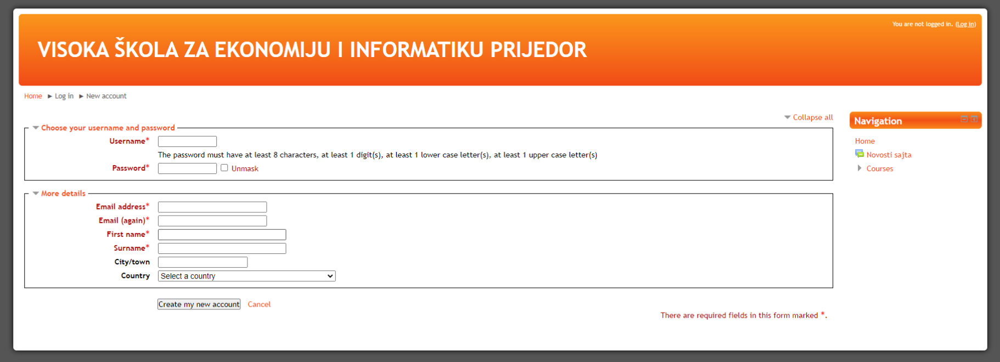 You are not logged in. (Log in)
VISOKA ŠKOLA ZA EKONOMIJU I INFORMATIKU PRIJEDOR
Home ► Log in ► New account
Collapse all
Choose your username and password
Username*
The password must have at least 8 characters, at least 1 digit(s), at least 1 lower case letter(s), at least 1 upper case letter(s)
Password* Unmask
More details
Email address*
Email (again)*
First name*
Surname*
City/town
Country Select a country
Create my new account Cancel
There are required fields in this form marked *.
Navigation
Home
Novosti sajta
Courses